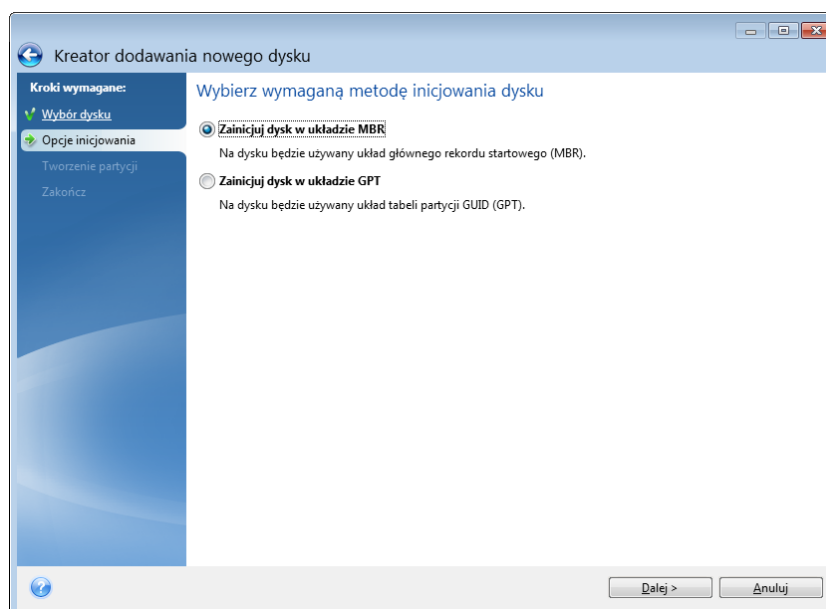 Kreator dodawania nowego dysku
Kroki wymagane:
Wybór dysku
Opcje inicjowania
Tworzenie partycji
Zakończ
Wybierz wymaganą metodę inicjowania dysku
Zainicjuj dysk w układzie MBR
Na dysku będzie używany układ głównego rekordu startowego (MBR).
Zainicjuj dysk w układzie GPT
Na dysku będzie używany układ tabeli partycji GUID (GPT).
Dalej >
Anuluj